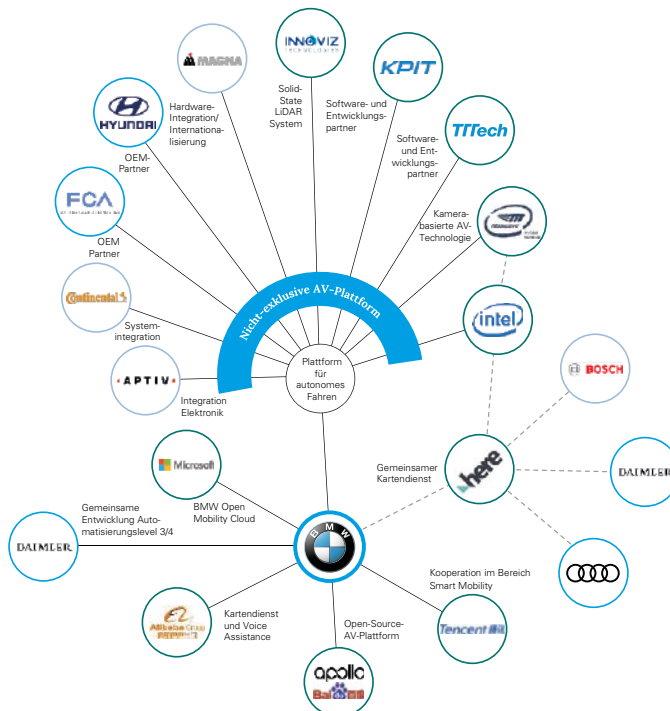 INNOVIZ
TECHNOLOGIES
MAGNA
KPIT
Hardware-
Integration/
Internationa-
lisierung
Solid-
State
LiDAR
System
Software- und
Entwicklungs-
partner
HYUNDAI
OEM-
Partner
TTTech
Software-
und Ent-
wicklungs-
partner
FCA
OEM
Partner
Kamera-
basierte AV-
Technologie
Continental
System-
integration
Nicht-exklusive AV-Plattform
intel
Plattform
für
autonomes
Fahren
· APTIV ·
Integration
Elektronik
BOSCH
Microsoft
BMW Open
Mobility Cloud
Gemeinsamer
Kartendienst
here
DAIMLER
Gemeinsame
Entwicklung Auto-
matisierungslevel 3/4
DAIMLER
BMW
Kooperation im Bereich
Smart Mobility
Alibaba Group
Kartendienst
und Voice
Assistance
Open-Source-
AV-Plattform
Tencent
apollo
Bai